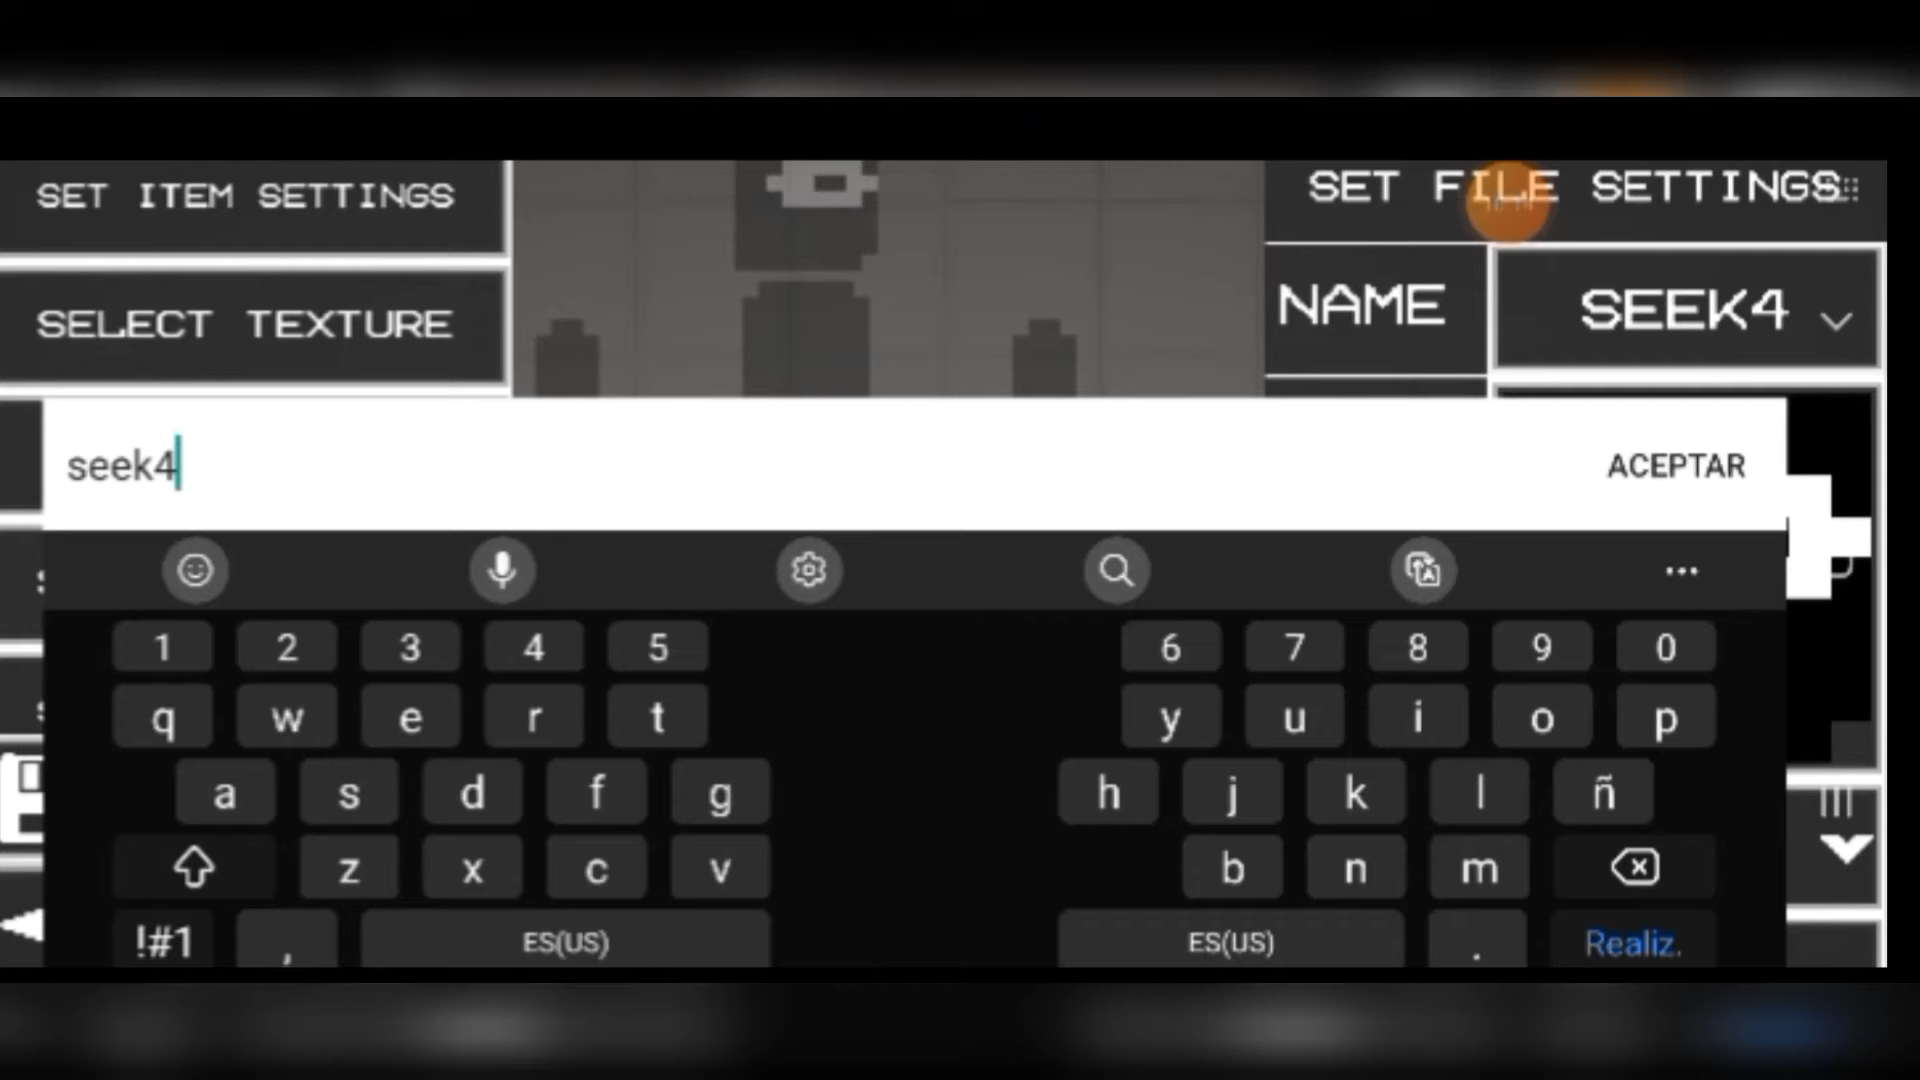 SET ITEM SETTINGS
SET FILE SETTINGS
SELECT TEXTURE
NAME
SEEK4
seek4
ACEPTAR
1 2 3 4 5 6 7 8 9 0
q w e r t y u i o p
a s d f g h j k l ñ
z x c v b n m
!#1 , ES(US) ES(US) . Realiz.